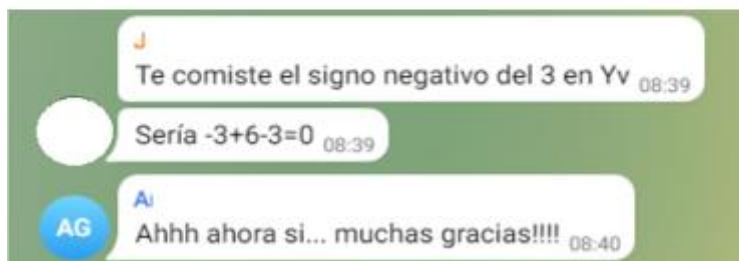 J
Te comiste el signo negativo del 3 en Yv 08:39
Sería -3+6-3=0 08:39
A
AG Ahhh ahora si... muchas gracias!!!! 08:40